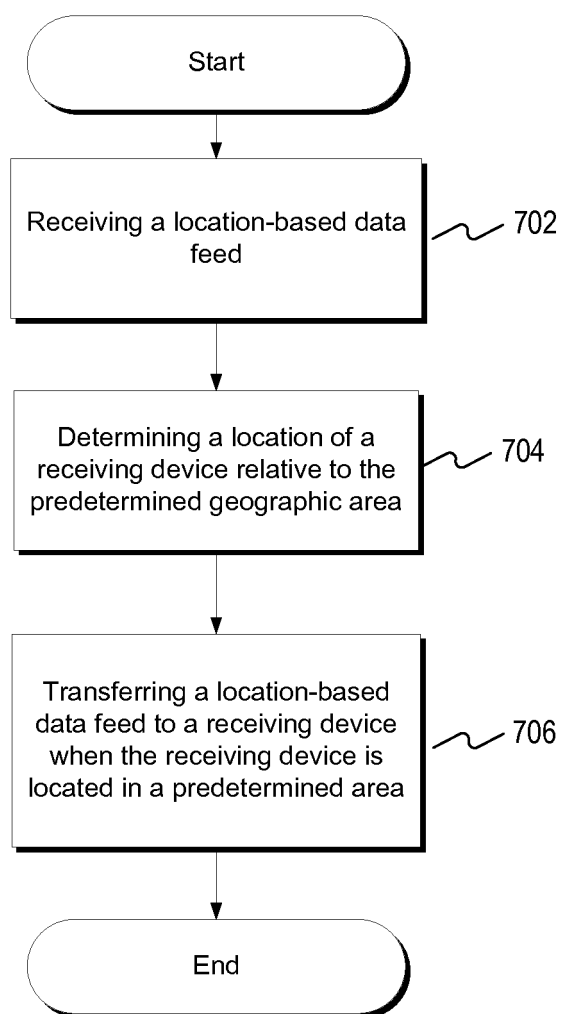 Start
Receiving a location-based data
feed
702
Determining a location of a
receiving device relative to the
predetermined geographic area
704
Transferring a location-based
data feed to a receiving device
when the receiving device is
located in a predetermined area
706
End